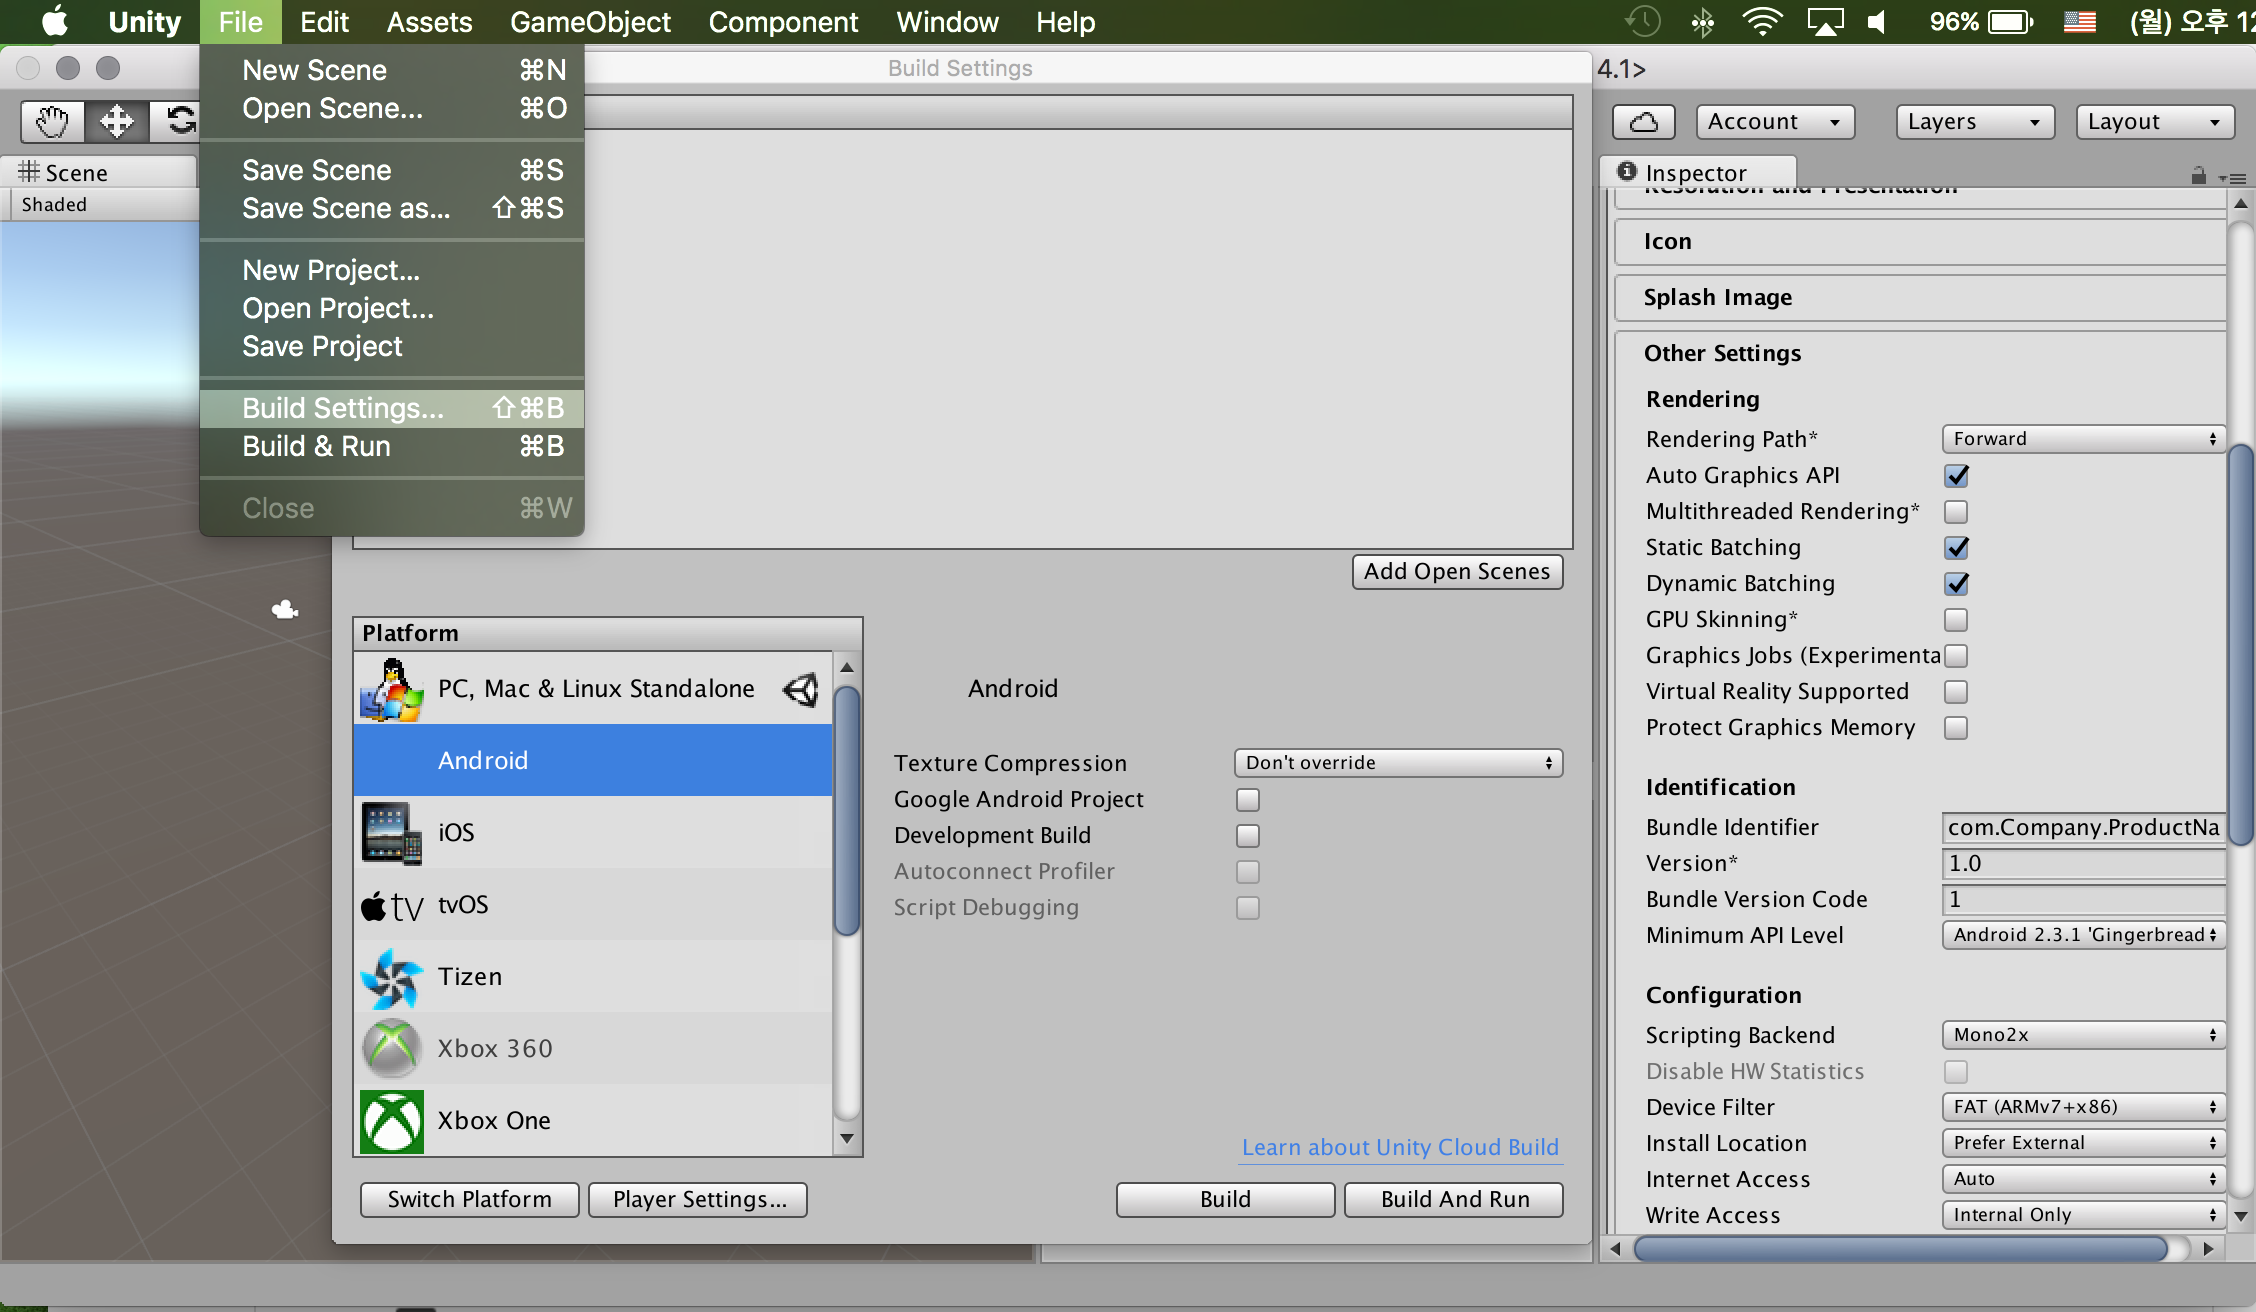 Unity File Edit Assets GameObject Component Window Help 96% (월) 오후 12
Build Settings 4.1>
New Scene ⌘N
Open Scene... ⌘O
Save Scene ⌘S
Save Scene as... ⇧⌘S
New Project...
Open Project...
Save Project
Build Settings... ⇧⌘B
Build & Run ⌘B
Close ⌘W
Scene
Shaded
Add Open Scenes
Platform
PC, Mac & Linux Standalone
Android
iOS
tv tvOS
Tizen
Xbox 360
Xbox One
Switch Platform Player Settings...
Android
Texture Compression Don't override
Google Android Project
Development Build
Autoconnect Profiler
Script Debugging
Learn about Unity Cloud Build
Build Build And Run
Account Layers Layout
Inspector
Resolution and Presentation
Icon
Splash Image
Other Settings
Rendering
Rendering Path* Forward
Auto Graphics API
Multithreaded Rendering*
Static Batching
Dynamic Batching
GPU Skinning*
Graphics Jobs (Experimenta
Virtual Reality Supported
Protect Graphics Memory
Identification
Bundle Identifier com.Company.ProductNa
Version* 1.0
Bundle Version Code 1
Minimum API Level Android 2.3.1 'Gingerbread
Configuration
Scripting Backend Mono2x
Disable HW Statistics
Device Filter FAT (ARMv7+x86)
Install Location Prefer External
Internet Access Auto
Write Access Internal Only